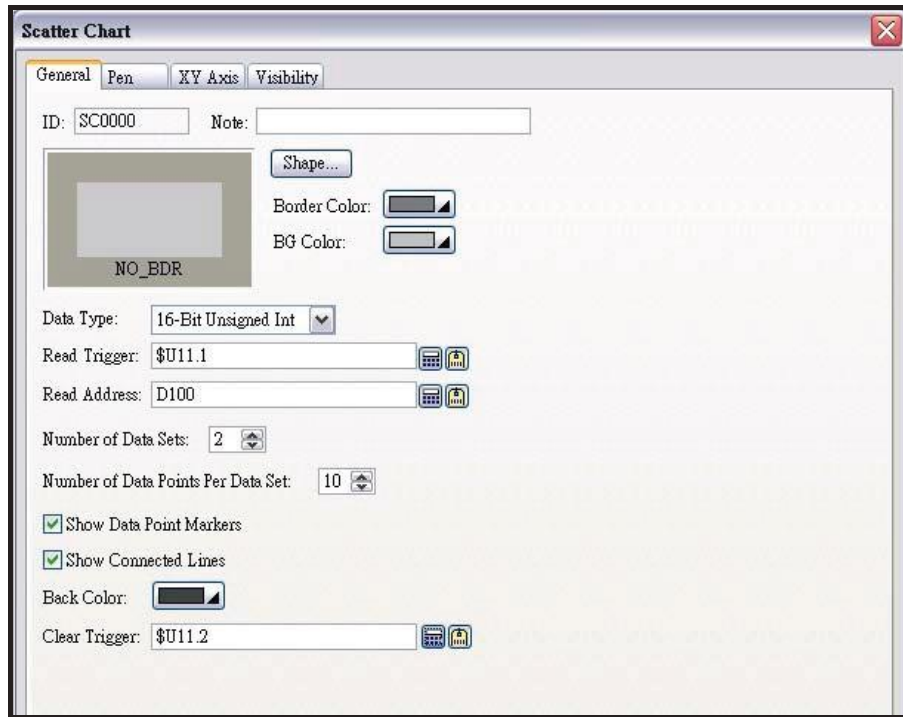 Scatter Chart
General Pen XY Axis Visibility
ID: SC0000 Note:
Shape...
Border Color:
BG Color:
NO_BDR
Data Type: 16-Bit Unsigned Int
Read Trigger: $U11.1
Read Address: D100
Number of Data Sets: 2
Number of Data Points Per Data Set: 10
Show Data Point Markers
Show Connected Lines
Back Color:
Clear Trigger: $U11.2